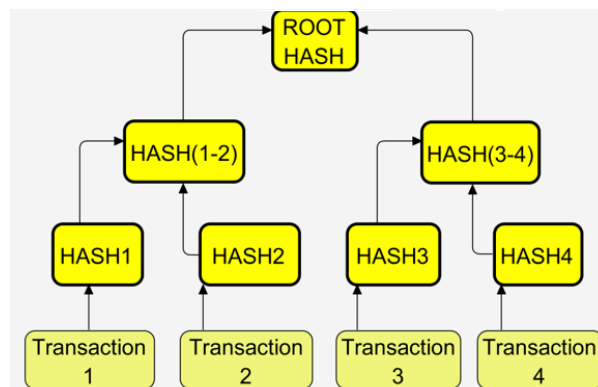 ROOT
HASH
HASH(1-2)
HASH(3-4)
HASH1
HASH2
HASH3
HASH4
Transaction
1
Transaction
2
Transaction
3
Transaction
4